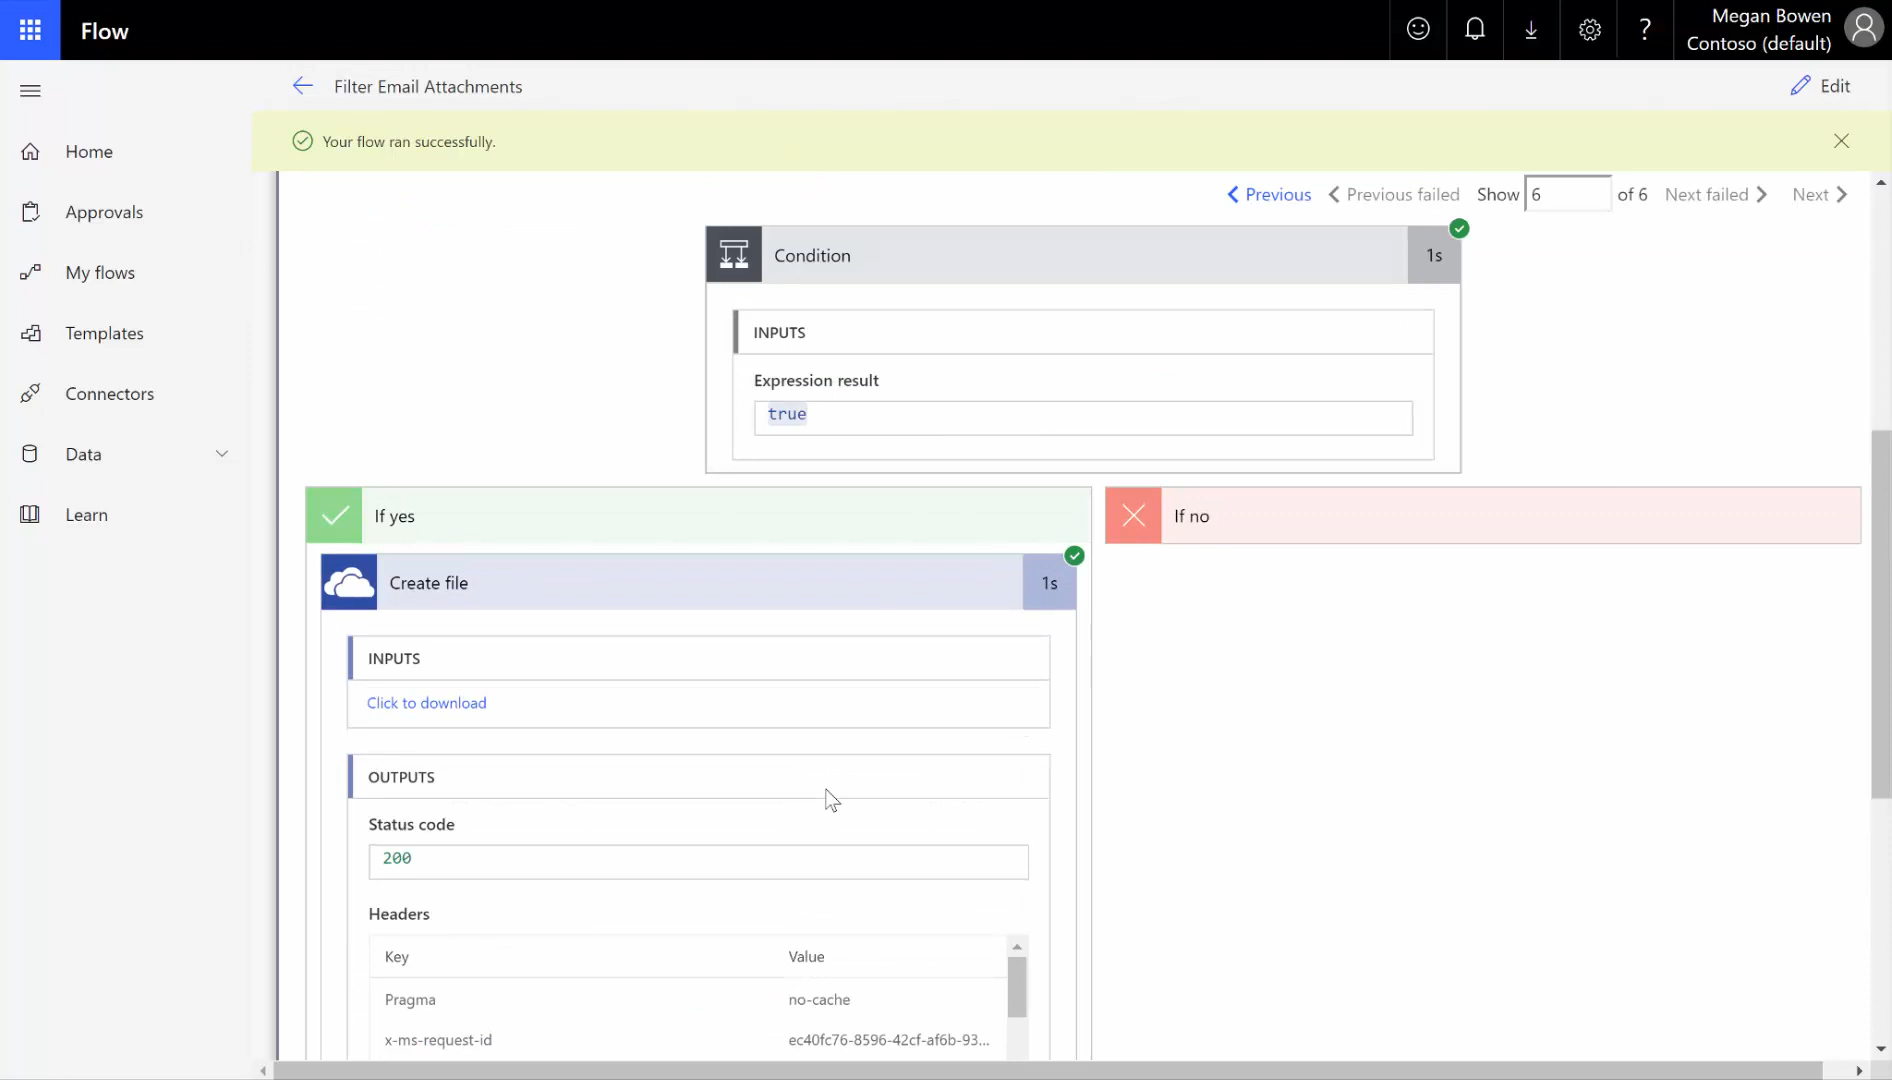 Flow
Megan Bowen
Contoso (default)
Filter Email Attachments
Edit
Your flow ran successfully.
Home
Approvals
My flows
Templates
Connectors
Data
Learn
Previous
Previous failed
Show 6 of 6
Next failed
Next
Condition
1s
INPUTS
Expression result
true
If yes
If no
Create file
1s
INPUTS
Click to download
OUTPUTS
Status code
200
Headers
Key Value
Pragma no-cache
x-ms-request-id ec40fc76-8596-42cf-af6b-93...